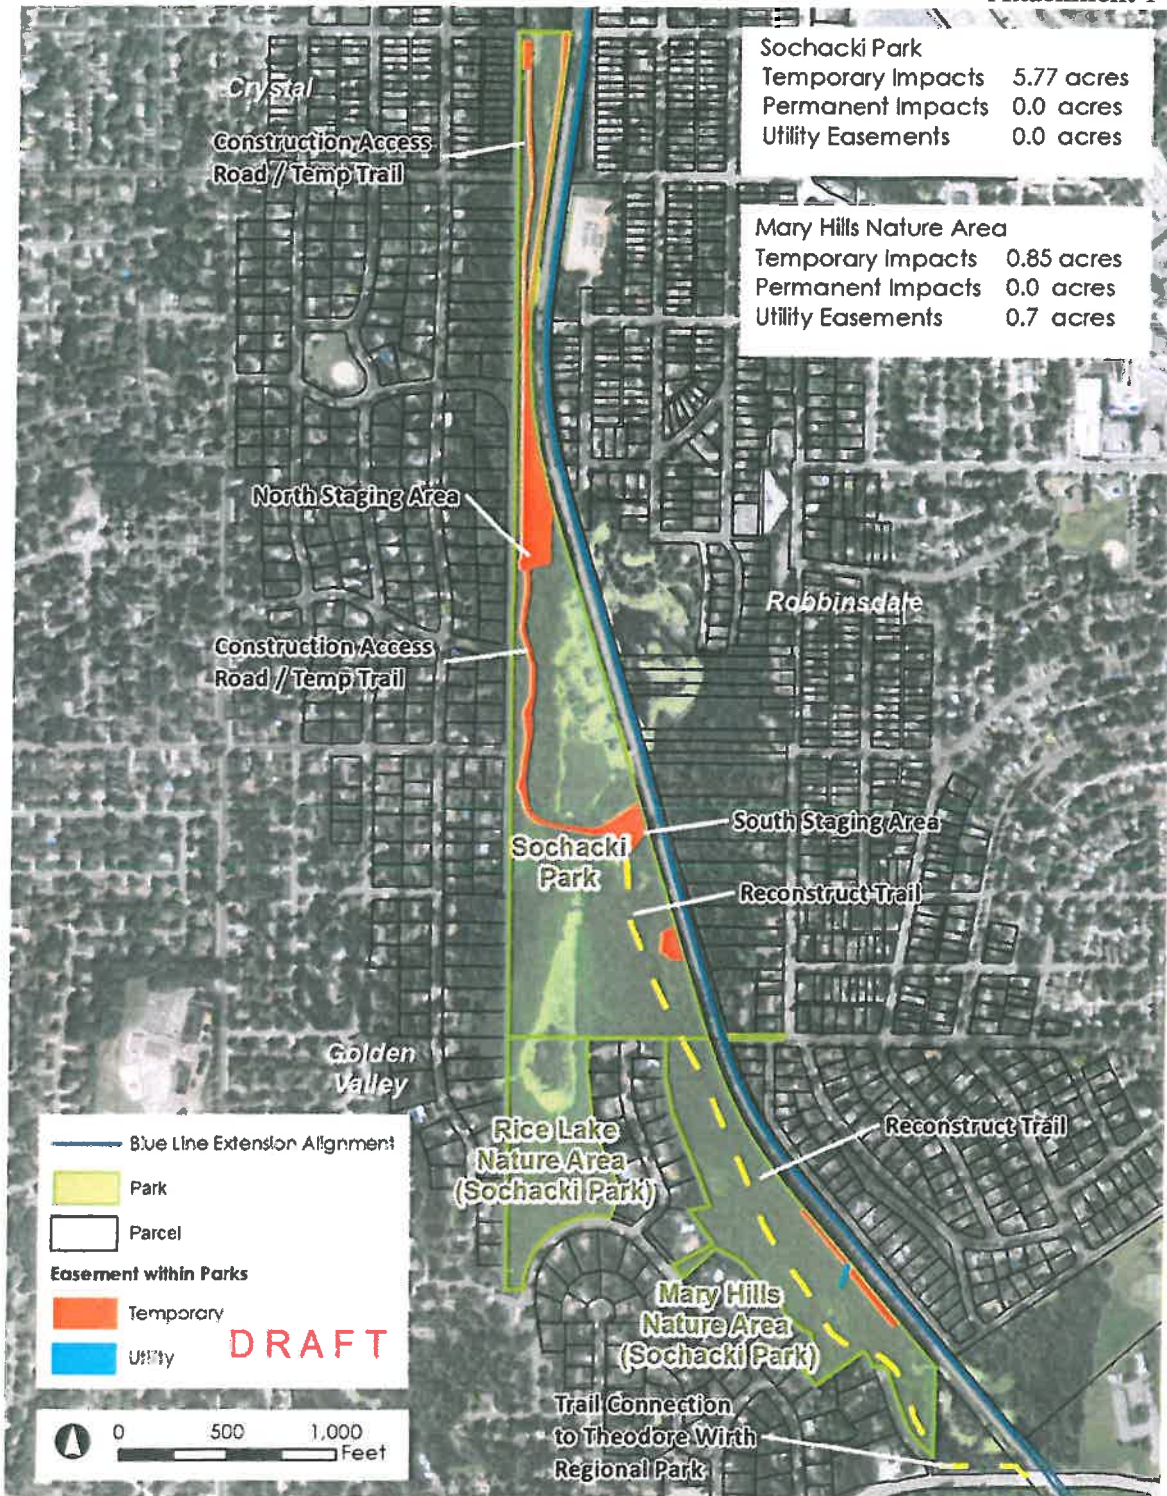 Sochacki Park
Temporary Impacts 5.77 acres
Permanent Impacts 0.0 acres
Utility Easements 0.0 acres
Mary Hills Nature Area
Temporary Impacts 0.85 acres
Permanent Impacts 0.0 acres
Utility Easements 0.7 acres
Crystal
Construction Access
Road / Temp Trail
North Staging Area
Robbinsdale
Construction Access
Road / Temp Trail
South Staging Area
Sochacki
Park
Reconstruct Trail
Golden
Valley
Rice Lake
Nature Area
(Sochacki Park)
Reconstruct Trail
Mary Hills
Nature Area
(Sochacki Park)
Trail Connection
to Theodore Wirth
Regional Park
Blue Line Extension Alignment
Park
Parcel
Easement within Parks
Temporary
Utility
DRAFT
0 500 1,000
Feet